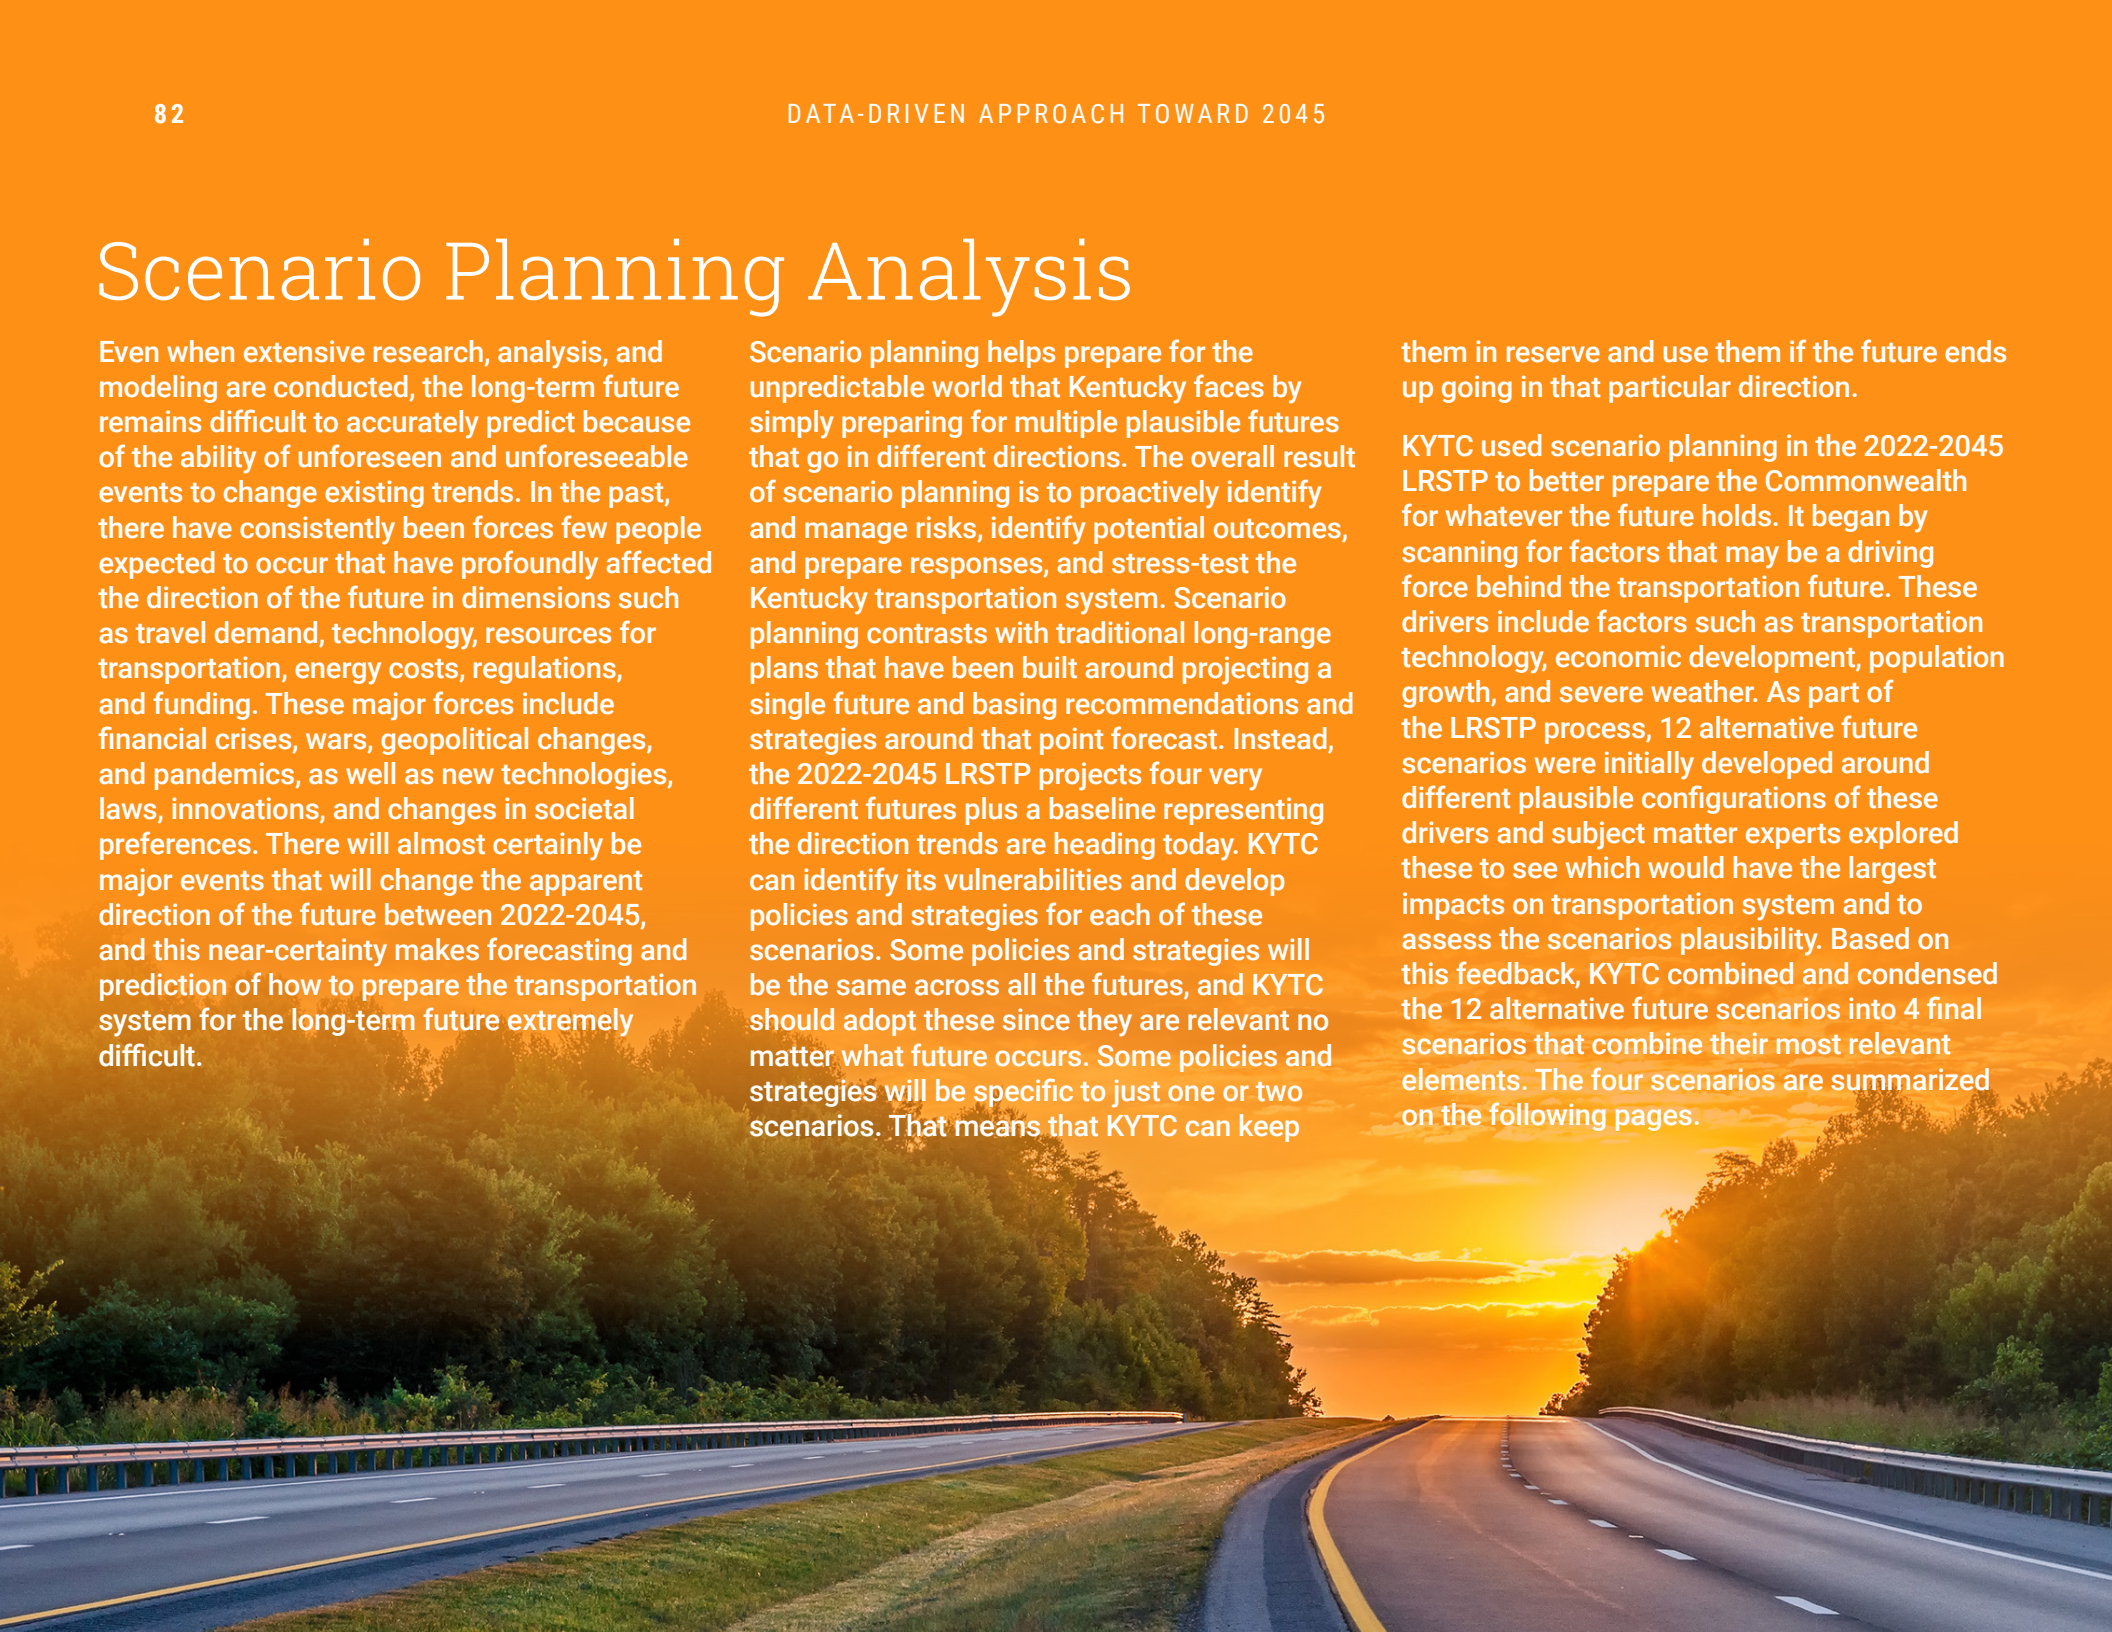 82
DATA-DRIVEN APPROACH TOWARD 2045
Scenario Planning Analysis
Even when extensive research, analysis, and
modeling are conducted, the long-term future
remains difficult to accurately predict because
of the ability of unforeseen and unforeseeable
events to change existing trends. In the past,
there have consistently been forces few people
expected to occur that have profoundly affected
the direction of the future in dimensions such
as travel demand, technology, resources for
transportation, energy costs, regulations,
and funding. These major forces include
financial crises, wars, geopolitical changes,
and pandemics, as well as new technologies,
laws, innovations, and changes in societal
preferences. There will almost certainly be
major events that will change the apparent
direction of the future between 2022-2045,
and this near-certainty makes forecasting and
prediction of how to prepare the transportation
system for the long-term future extremely
difficult.
Scenario planning helps prepare for the
unpredictable world that Kentucky faces by
simply preparing for multiple plausible futures
that go in different directions. The overall result
of scenario planning is to proactively identify
and manage risks, identify potential outcomes,
and prepare responses, and stress-test the
Kentucky transportation system. Scenario
planning contrasts with traditional long-range
plans that have been built around projecting a
single future and basing recommendations and
strategies around that point forecast. Instead,
the 2022-2045 LRSTP projects four very
different futures plus a baseline representing
the direction trends are heading today. KYTC
can identify its vulnerabilities and develop
policies and strategies for each of these
scenarios. Some policies and strategies will
be the same across all the futures, and KYTC
should adopt these since they are relevant no
matter what future occurs. Some policies and
strategies will be specific to just one or two
scenarios. That means that KYTC can keep
them in reserve and use them if the future ends
up going in that particular direction.
KYTC used scenario planning in the 2022-2045
LRSTP to better prepare the Commonwealth
for whatever the future holds. It began by
scanning for factors that may be a driving
force behind the transportation future. These
drivers include factors such as transportation
technology, economic development, population
growth, and severe weather. As part of
the LRSTP process, 12 alternative future
scenarios were initially developed around
different plausible configurations of these
drivers and subject matter experts explored
these to see which would have the largest
impacts on transportation system and to
assess the scenarios plausibility. Based on
this feedback, KYTC combined and condensed
the 12 alternative future scenarios into 4 final
scenarios that combine their most relevant
elements. The four scenarios are summarized
on the following pages.